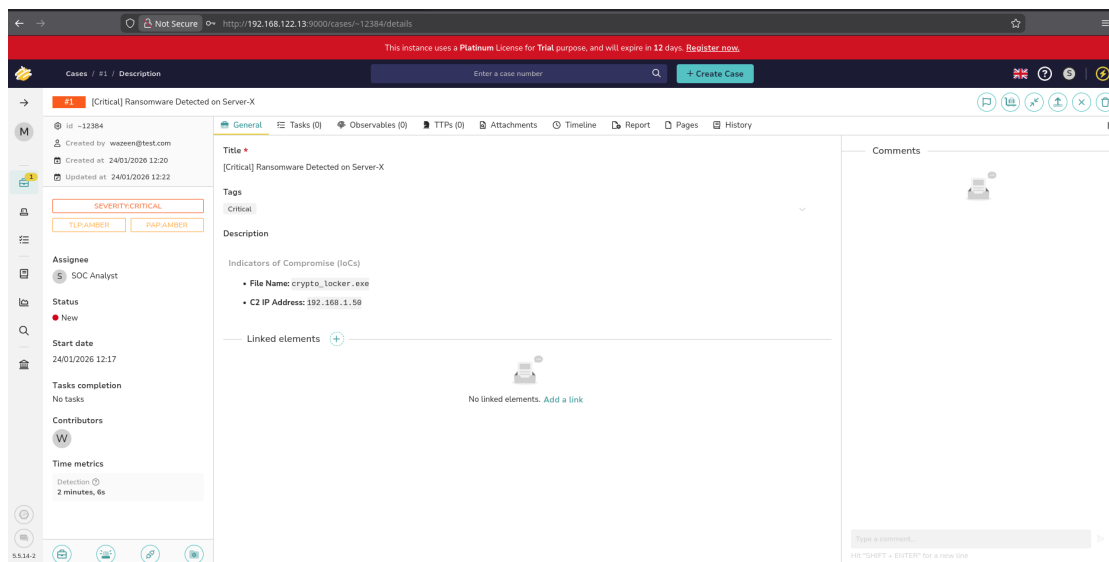 Not Secure http://192.168.122.13:9000/cases/~12384/details
This instance uses a Platinum License for Trial purpose, and will expire in 12 days. Register now.
Cases / #1 / Description
Enter a case number
+ Create Case
S
#1 [Critical] Ransomware Detected on Server-X
M
1
id ~12384
Created by wazeen@test.com
Created at 24/01/2026 12:20
Updated at 24/01/2026 12:22
SEVERITY:CRITICAL
TLP:AMBER PAP:AMBER
Assignee
S SOC Analyst
Status
New
Start date
24/01/2026 12:17
Tasks completion
No tasks
Contributors
W
Time metrics
Detection
2 minutes, 6s
5.5.14-2
General Tasks (0) Observables (0) TTPs (0) Attachments Timeline Report Pages History
Title *
[Critical] Ransomware Detected on Server-X
Tags
Critical
Description
Indicators of Compromise (IoCs)
• File Name: crypto_locker.exe
• C2 IP Address: 192.168.1.50
Linked elements +
No linked elements. Add a link
Comments
Type a comment...
Hit "SHIFT + ENTER" for a new line